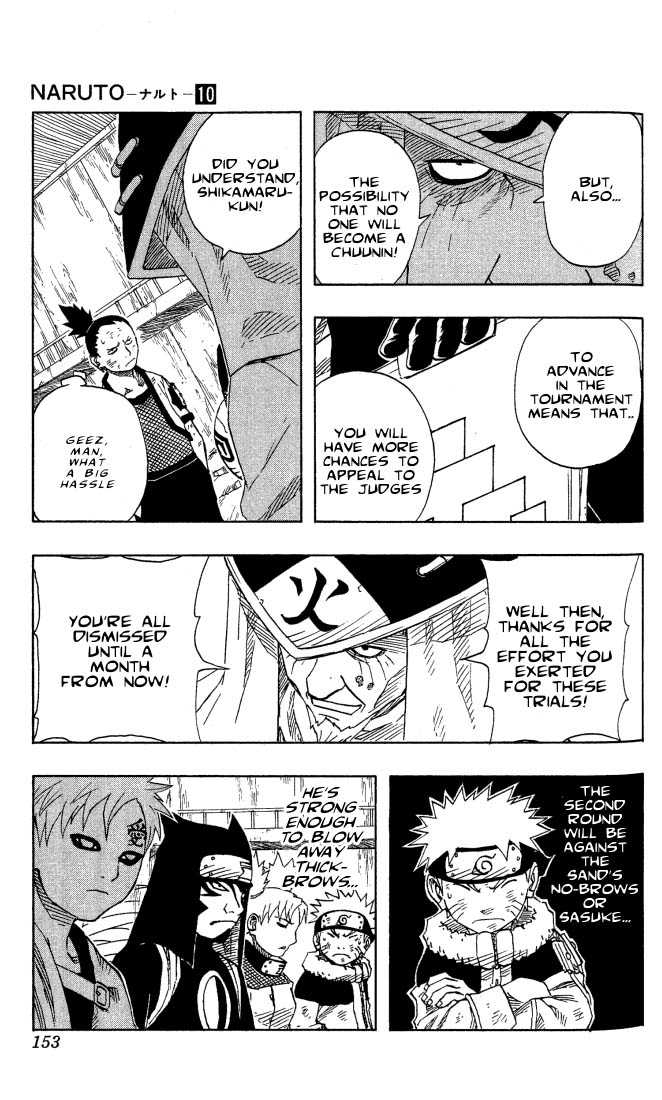 NARUTO—ナルト—10
BUT,
ALSO...
THE
POSSIBILITY
THAT NO
ONE WILL
BECOME A
CHUUNIN!
DID YOU
UNDERSTAND,
SHIKAMARU-
KUN!
GEEZ,
MAN,
WHAT
A BIG
HASSLE
TO
ADVANCE
IN THE
TOURNAMENT
MEANS THAT..
YOU WILL
HAVE MORE
CHANCES TO
APPEAL TO
THE JUDGES
WELL THEN,
THANKS FOR
ALL THE
EFFORT YOU
EXERTED
FOR THESE
TRIALS!
火
YOU'RE ALL
DISMISSED
UNTIL A
MONTH
FROM NOW!
THE
SECOND
ROUND
WILL BE
AGAINST
THE
SAND'S
NO-BROWS
OR
SASUKE...
HE'S
STRONG
ENOUGH
TO BLOW
AWAY
THICK-
BROWS...
153